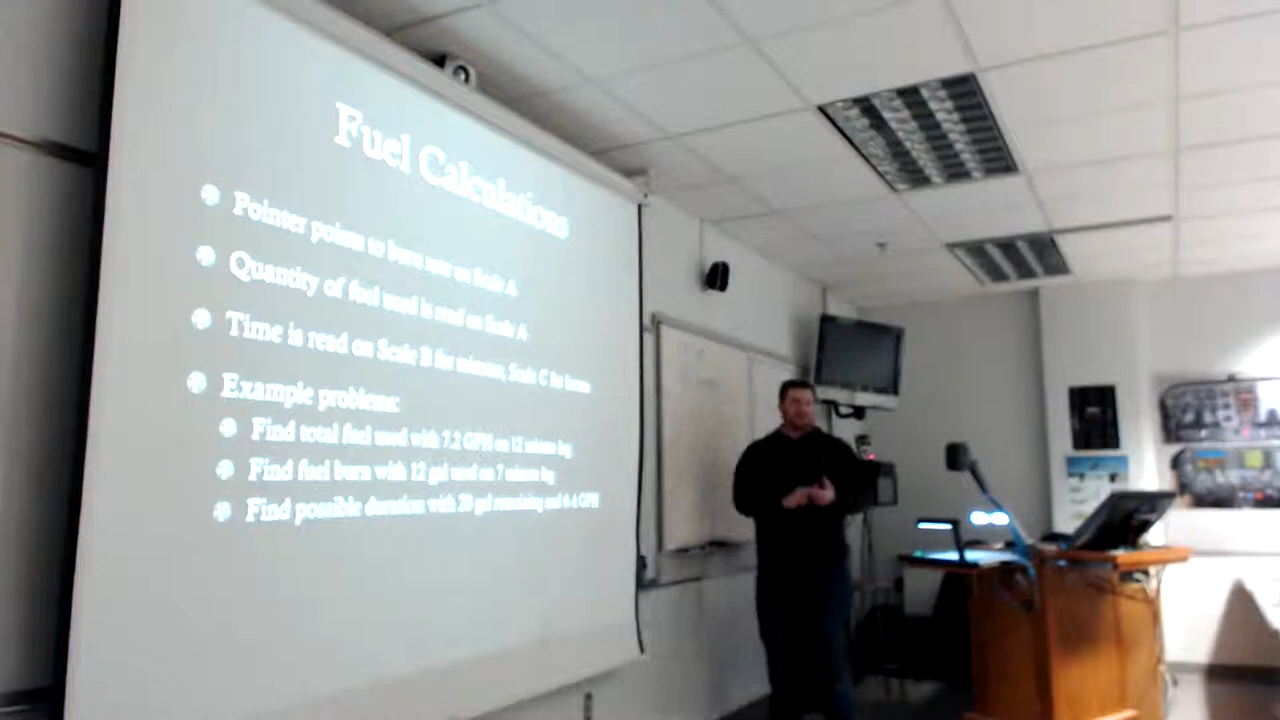 Fuel Calculations
Pointer points to burn rate on Scale A
Quantity of fuel used is read on Scale A
Time is read on Scale B for minutes, Scale C for hours
Example problems:
Find total fuel used with 7.2 GPH on 12 minute leg
Find fuel burn with 12 gal used on 7 minute leg
Find possible duration with 20 gal remaining and GPH